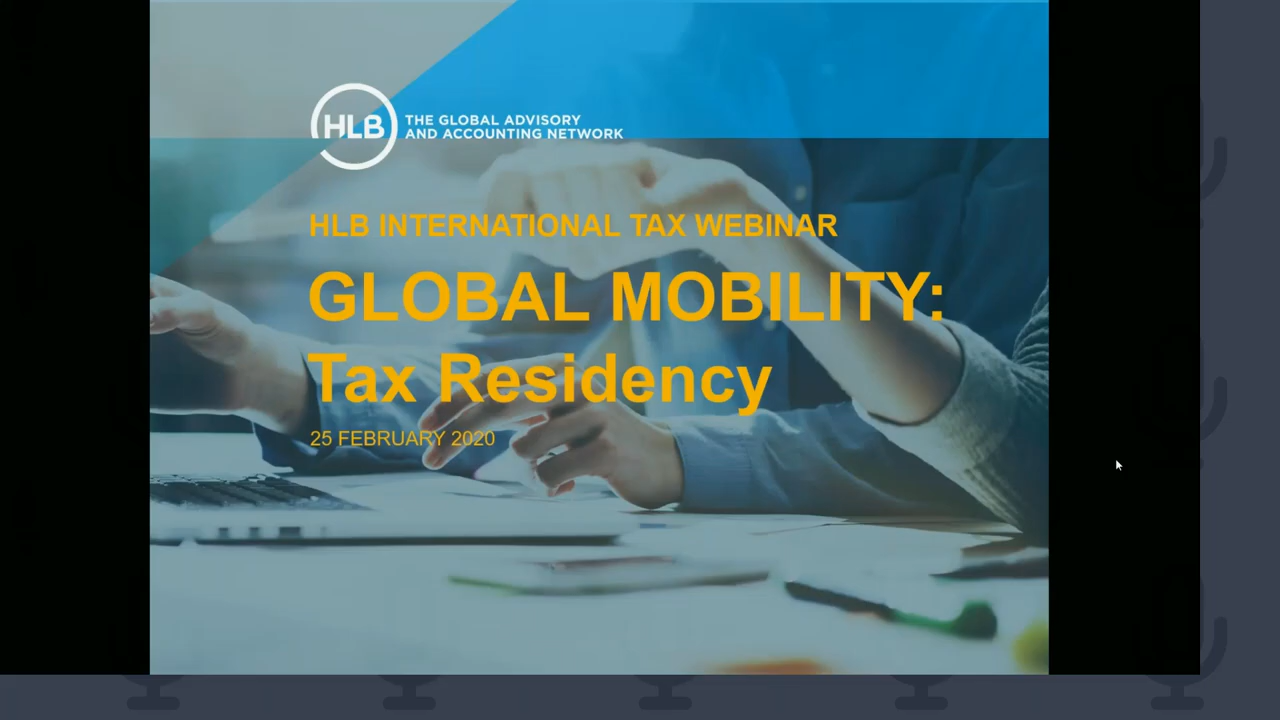 HLB
THE GLOBAL ADVISORY
AND ACCOUNTING NETWORK
HLB INTERNATIONAL TAX WEBINAR
GLOBAL MOBILITY:
Tax Residency
25 FEBRUARY 2020